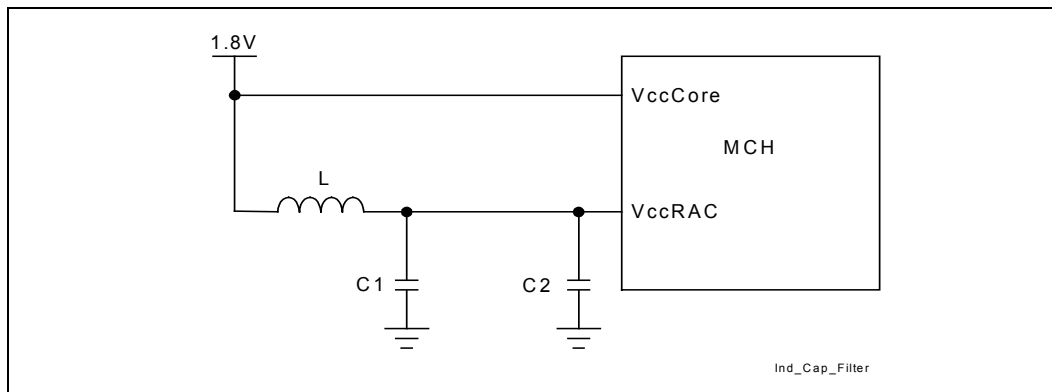 1.8V
VccCore
MCH
L
VccRAC
C1
C2
Ind_Cap_Filter